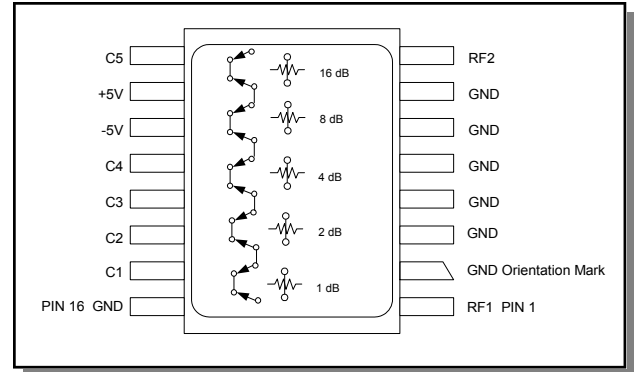 C5
16 dB
RF2
+5V
GND
-5V
8 dB
GND
C4
4 dB
GND
C3
GND
C2
2 dB
GND
C1
1 dB
GND Orientation Mark
PIN 16 GND
RF1 PIN 1